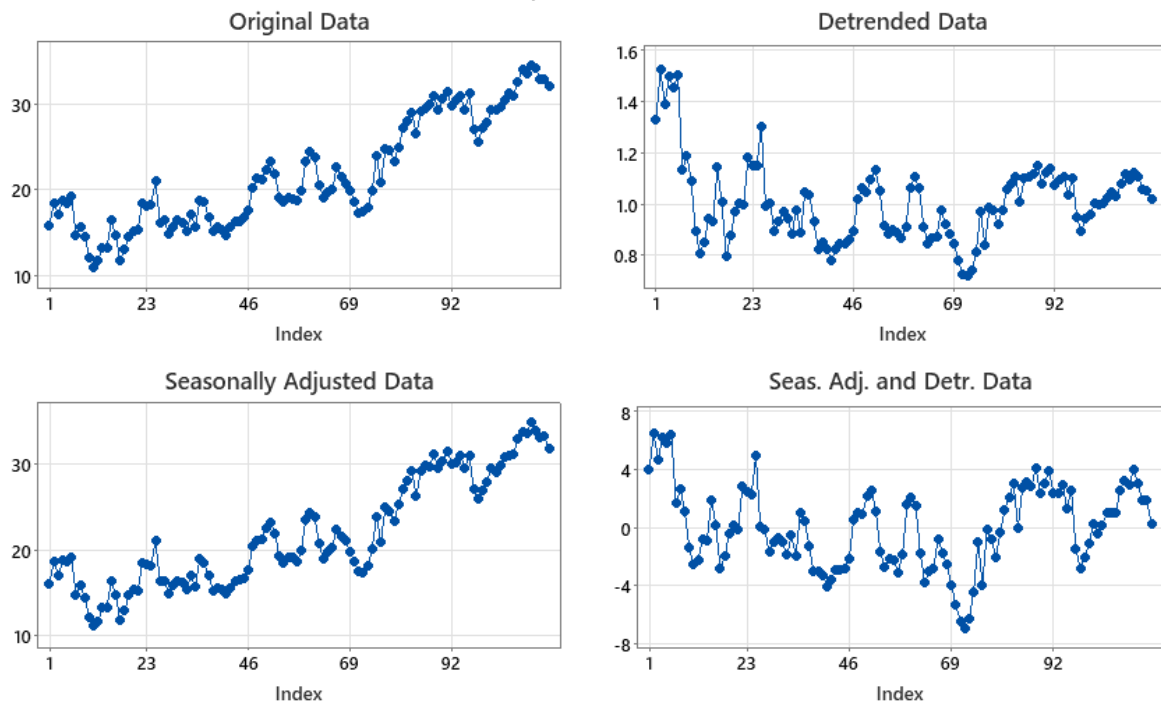 Original Data
30
20
10
1 23 46 69 92
Index
Detrended Data
1.6
1.4
1.2
1.0
0.8
1 23 46 69 92
Index
Seasonally Adjusted Data
30
20
10
1 23 46 69 92
Index
Seas. Adj. and Detr. Data
8
4
0
-4
-8
1 23 46 69 92
Index